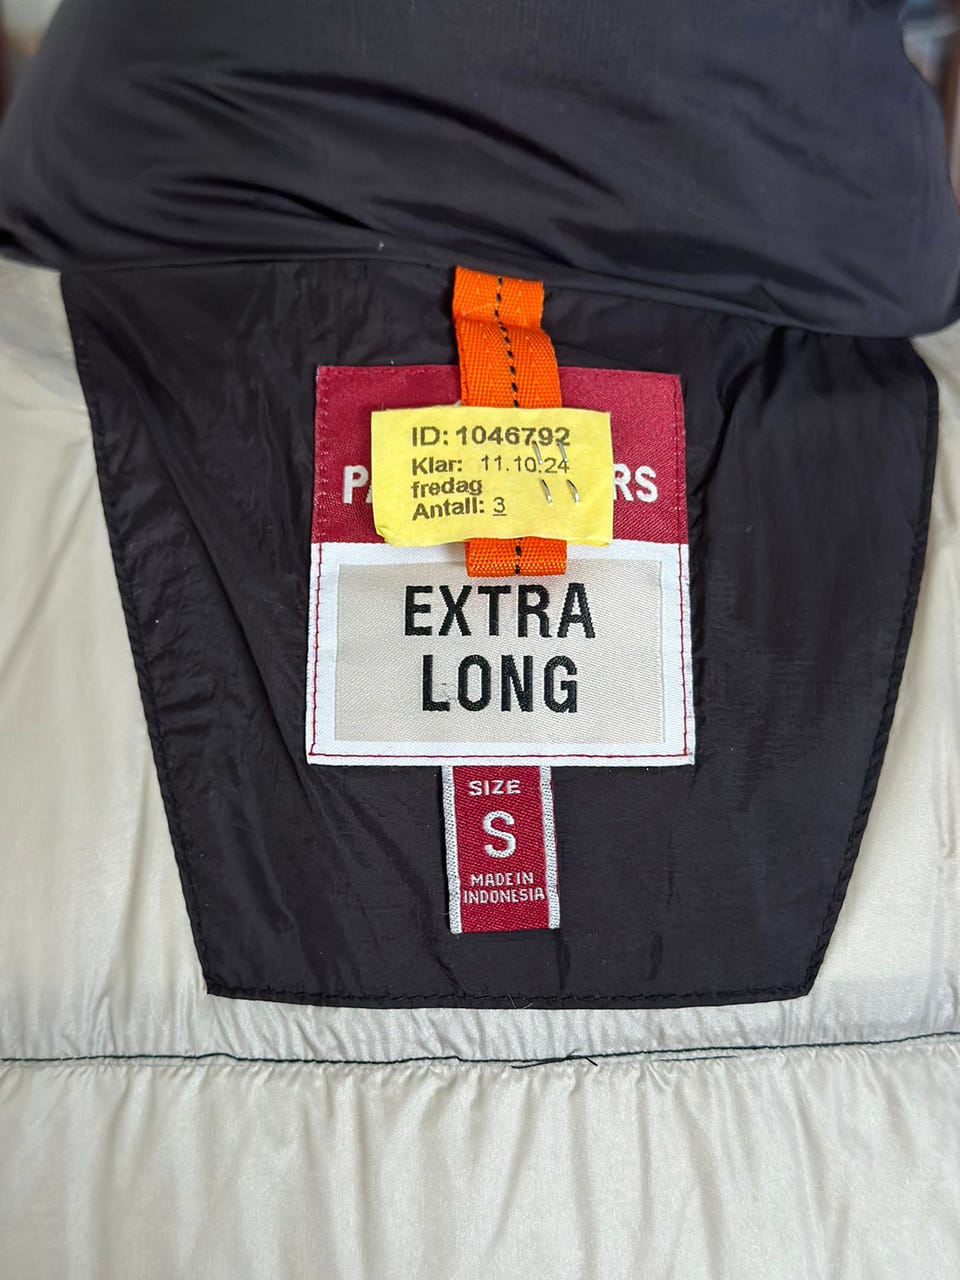 ID: 1046792
Klar: 11.10.24
fredag
Antall: 3
EXTRA
LONG
SIZE
S
MADE IN
INDONESIA